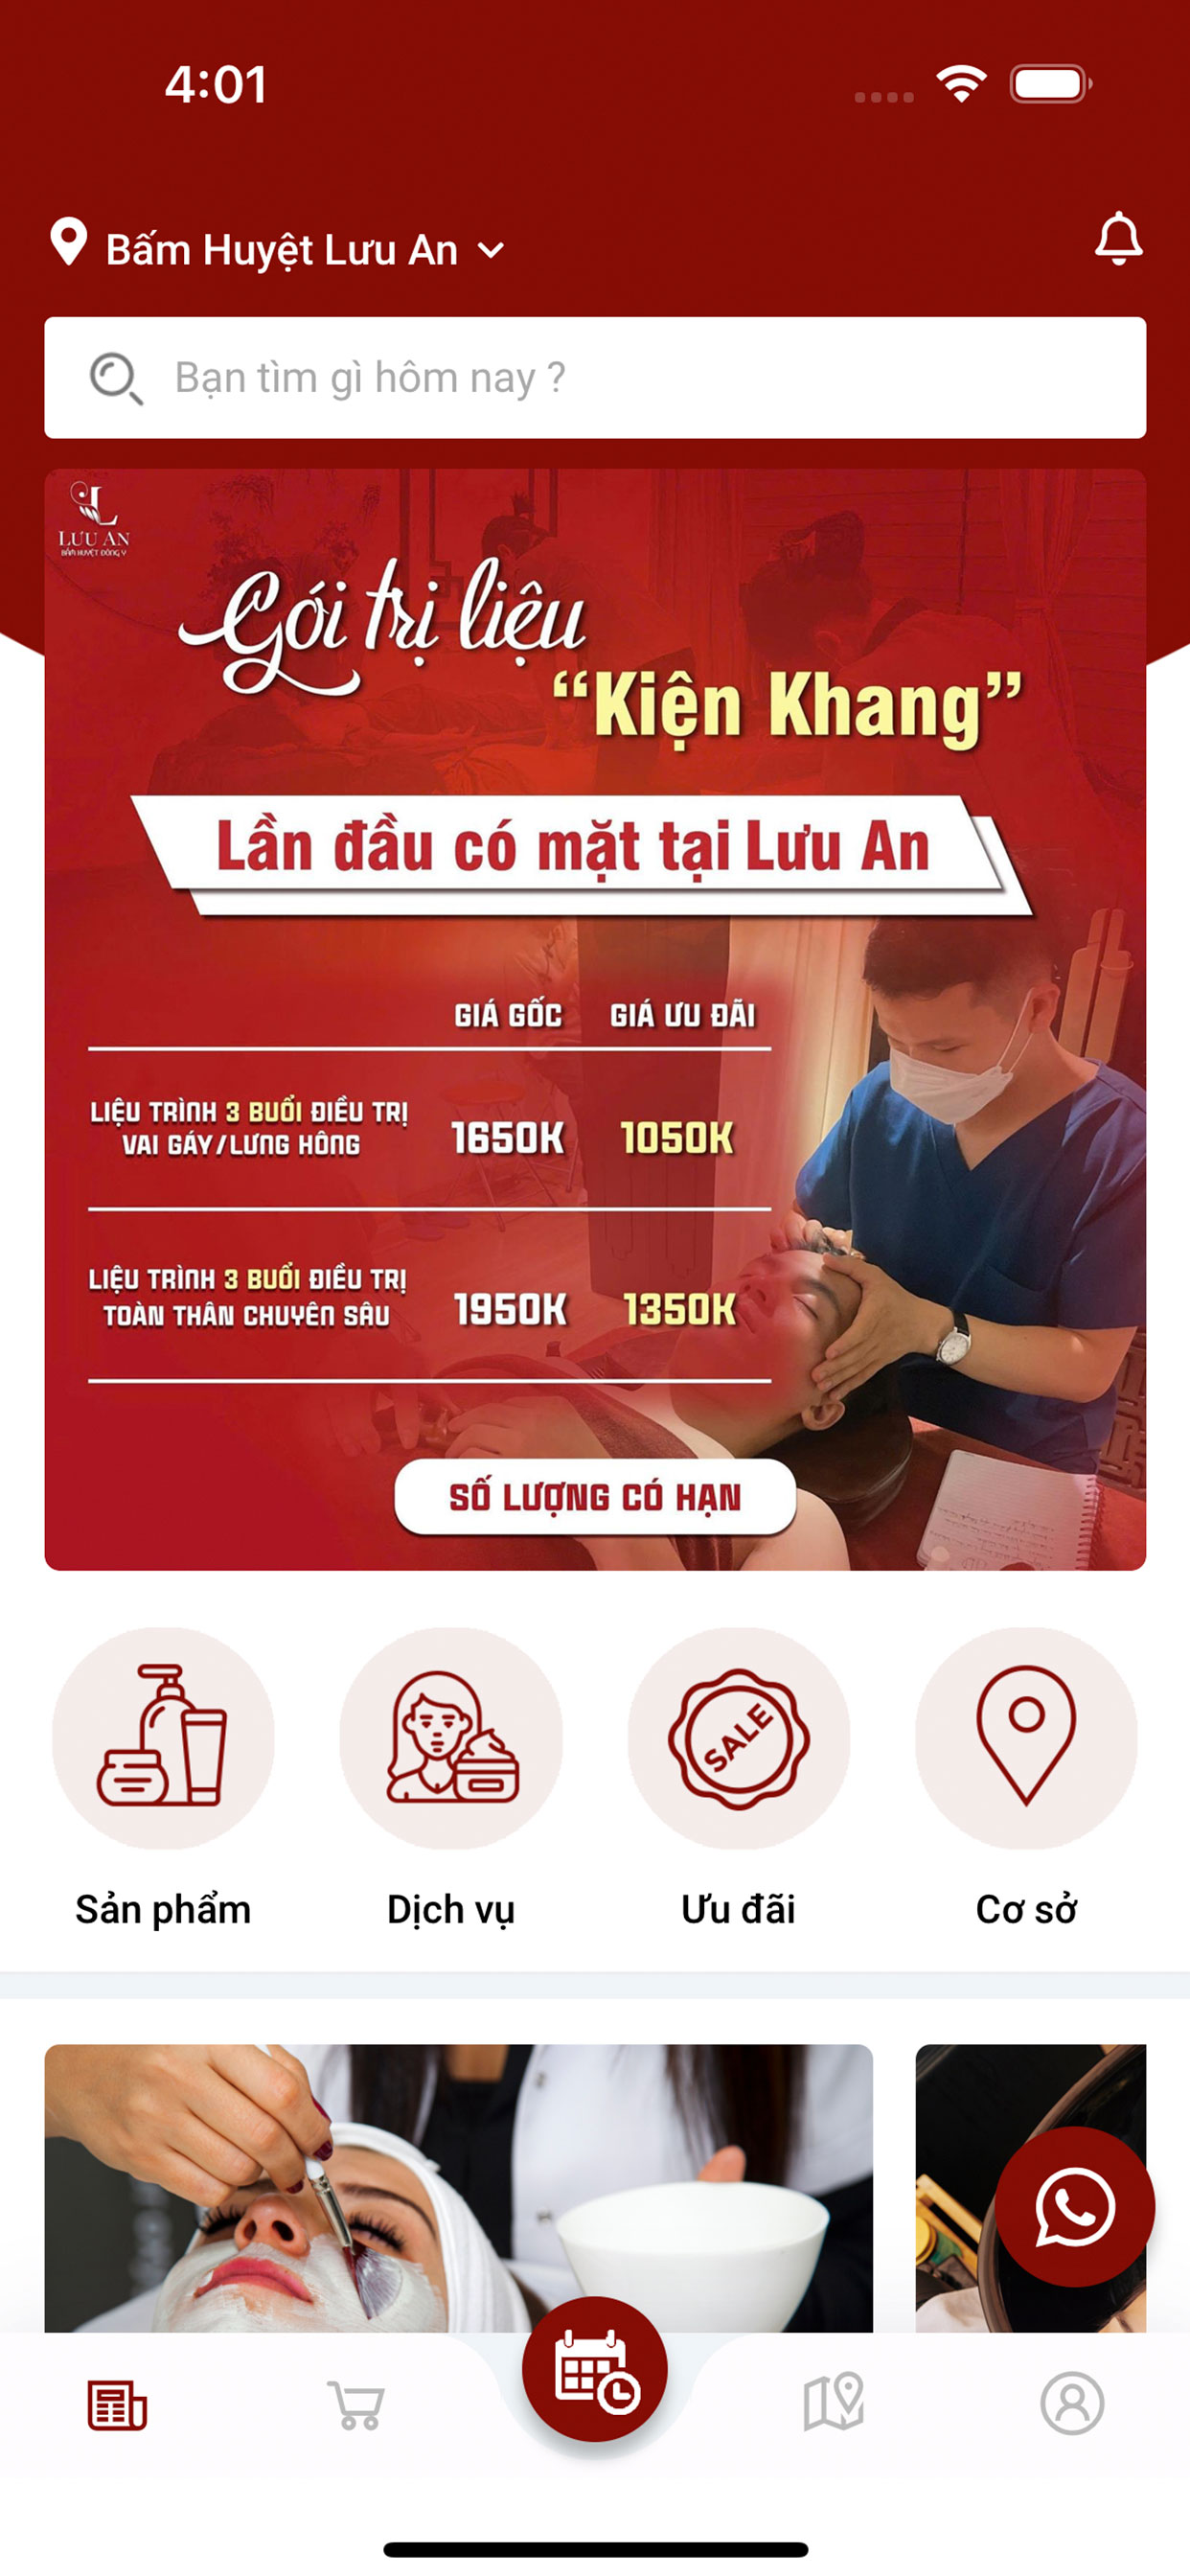 4:01
Bấm Huyệt Lưu An
Bạn tìm gì hôm nay ?
LƯU AN
BẤM HUYỆT ĐÔNG Y
Gói trị liệu
“Kiện Khang”
Lần đầu có mặt tại Lưu An
GIÁ GỐC GIÁ ƯU ĐÃI
LIỆU TRÌNH 3 BUỔI ĐIỀU TRỊ
VAI GÁY/LƯNG HÔNG
1650K 1050K
LIỆU TRÌNH 3 BUỔI ĐIỀU TRỊ
TOÀN THÂN CHUYÊN SÂU
1950K 1350K
SỐ LƯỢNG CÓ HẠN
SALE
Sản phẩm Dịch vụ Ưu đãi Cơ sở